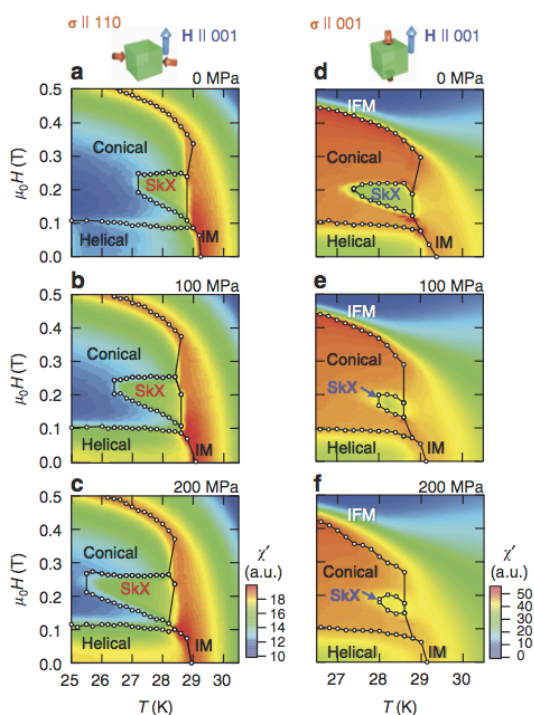 σ || 110
H || 001
a
0 MPa
0.5
0.4
0.3
0.2
0.1
0.0
μ0H (T)
Conical
SkX
Helical
IM
b
100 MPa
0.5
0.4
0.3
0.2
0.1
0.0
μ0H (T)
Conical
SkX
Helical
IM
c
200 MPa
0.5
0.4
0.3
0.2
0.1
0.0
μ0H (T)
Conical
SkX
Helical
IM
χ′
(a.u.)
18
16
14
12
10
25 26 27 28 29 30
T (K)
σ || 001
H || 001
d
0 MPa
IFM
Conical
SkX
Helical
IM
e
100 MPa
IFM
Conical
SkX
Helical
IM
f
200 MPa
IFM
Conical
SkX
Helical
IM
χ′
(a.u.)
50
40
30
20
10
0
27 28 29 30
T (K)